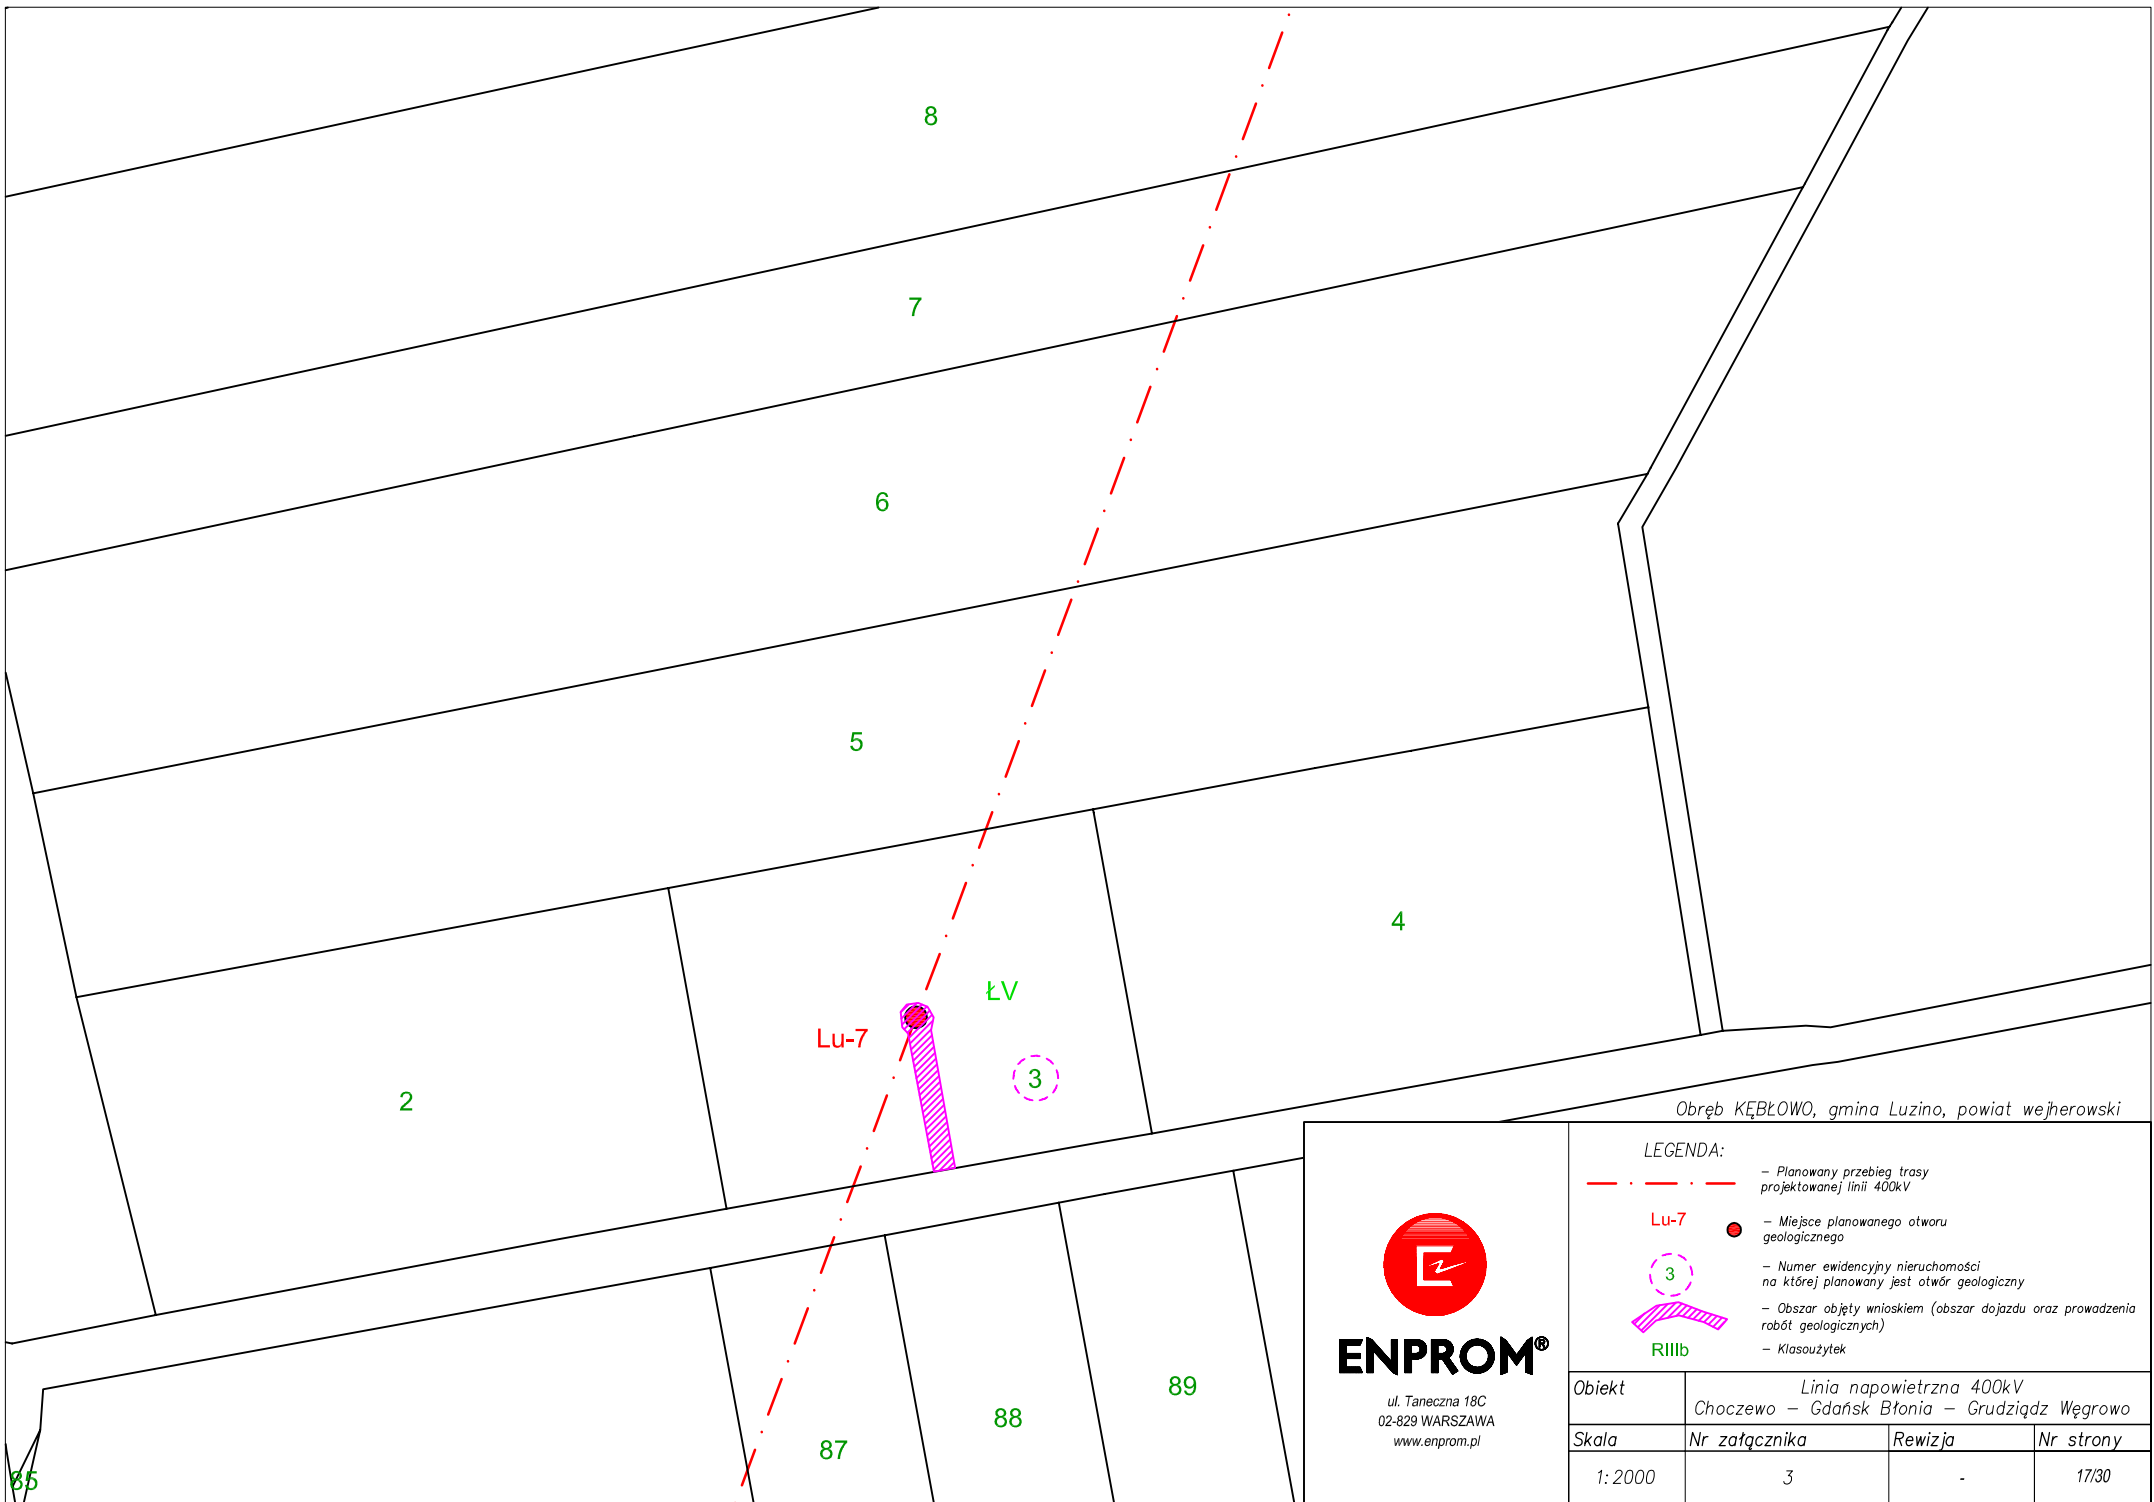 8
7
6
5
4
ŁV
Lu-7
3
2
Obręb KĘBŁOWO, gmina Luzino, powiat wejherowski
LEGENDA:
– Planowany przebieg trasy
projektowanej linii 400kV
Lu-7
– Miejsce planowanego otworu
geologicznego
3
– Numer ewidencyjny nieruchomości
na której planowany jest otwór geologiczny
– Obszar objęty wnioskiem (obszar dojazdu oraz prowadzenia
robót geologicznych)
RIIIb
– Klasoużytek
ENPROM®
ul. Taneczna 18C
02-829 WARSZAWA
www.enprom.pl
Obiekt
Linia napowietrzna 400kV
Choczewo – Gdańsk Błonia – Grudziądz Węgrowo
Skala
Nr załącznika
Rewizja
Nr strony
1:2000
3
-
17/30
89
88
87
85